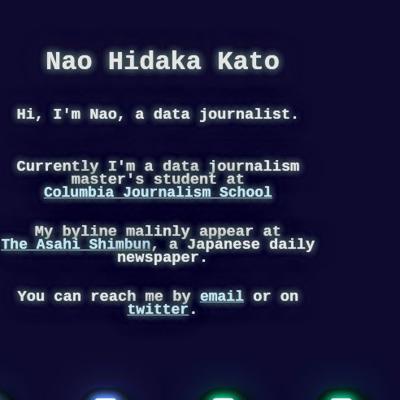 Nao Hidaka Kato
Hi, I'm Nao, a data journalist.
Currently I'm a data journalism
master's student at
Columbia Journalism School
My byline malinly appear at
The Asahi Shimbun, a Japanese daily
newspaper.
You can reach me by email or on
twitter.